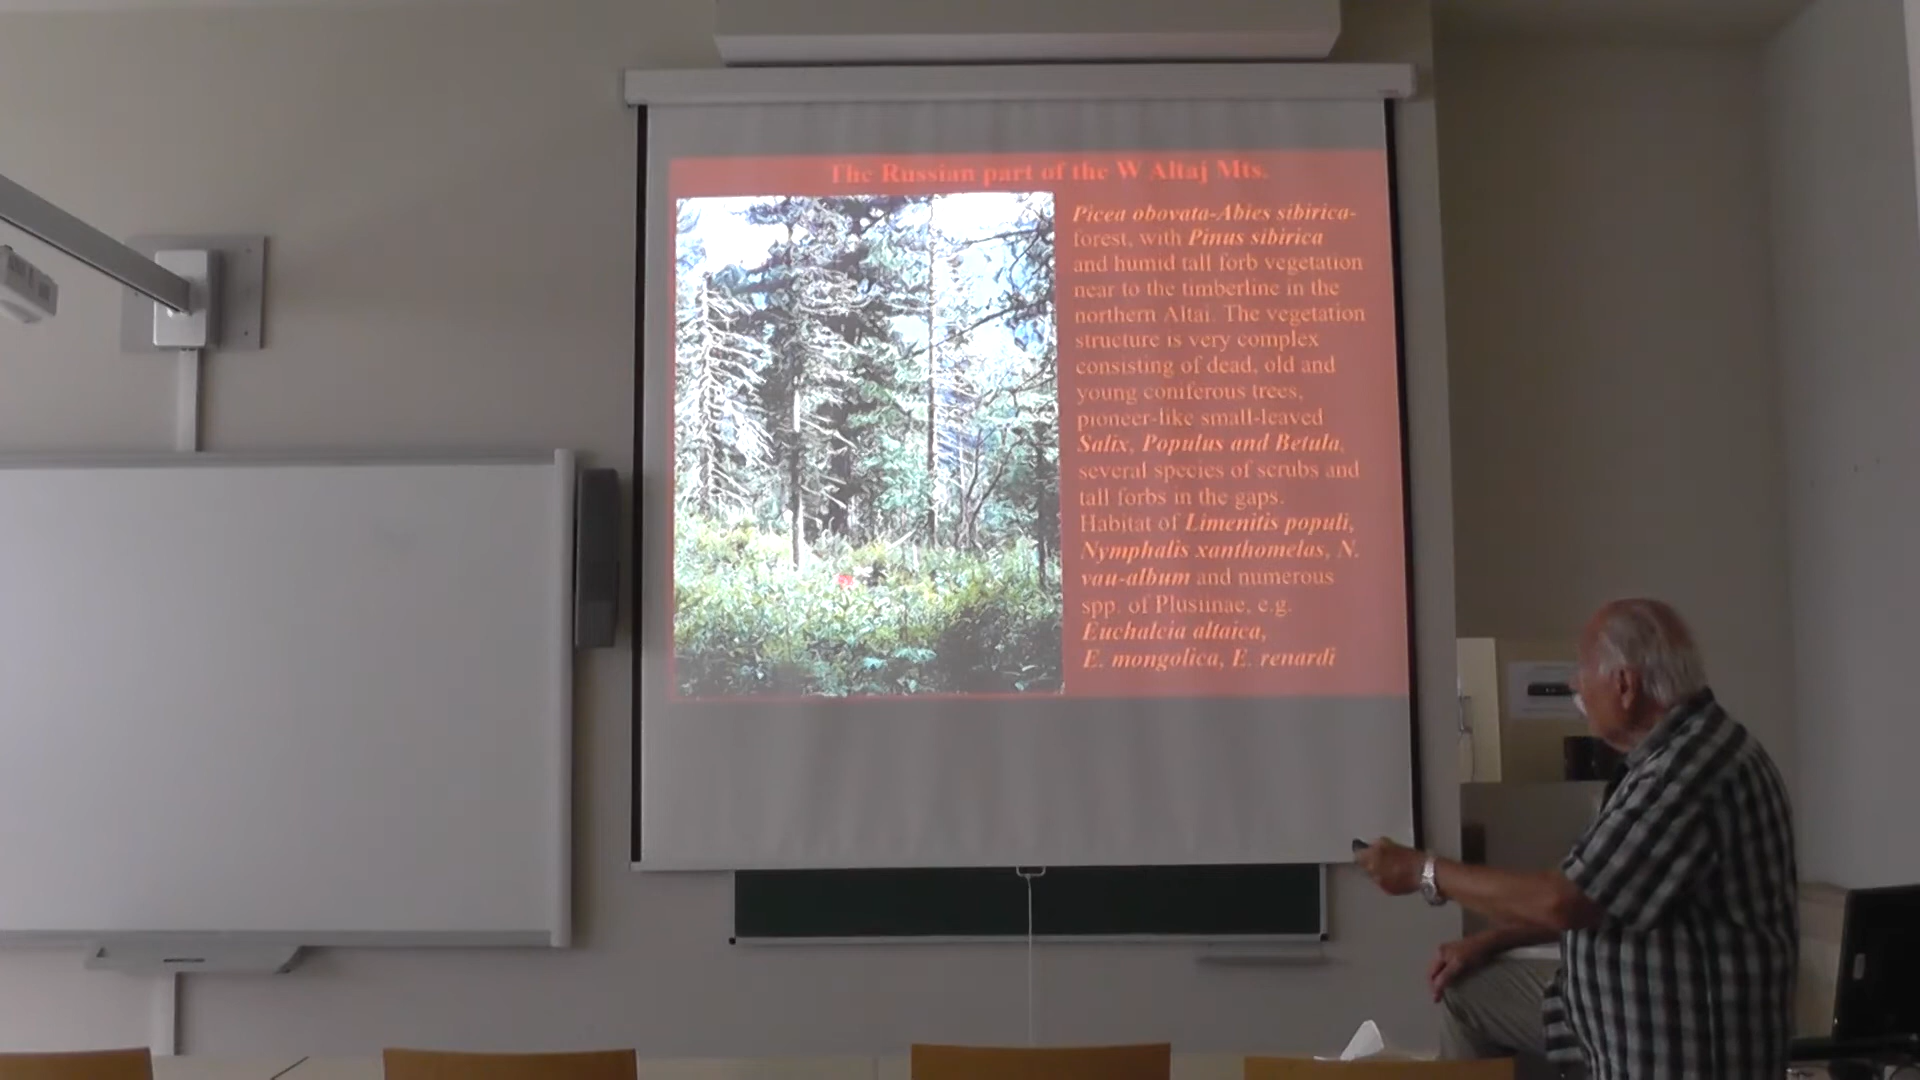 The Russian part of the W Altaj Mts.
Picea obovata-Abies sibirica-
forest, with Pinus sibirica
and humid tall forb vegetation
near to the timberline in the
northern Altai. The vegetation
structure is very complex
consisting of dead, old and
young coniferous trees,
pioneer-like small-leaved
Salix, Populus and Betula,
several species of scrubs and
tall forbs in the gaps.
Habitat of Limenitis populi,
Nymphalis xanthomelas, N.
vau-album and numerous
spp. of Plusiinae, e.g.
Euchalcia altaica,
E. mongolica, E. renardi